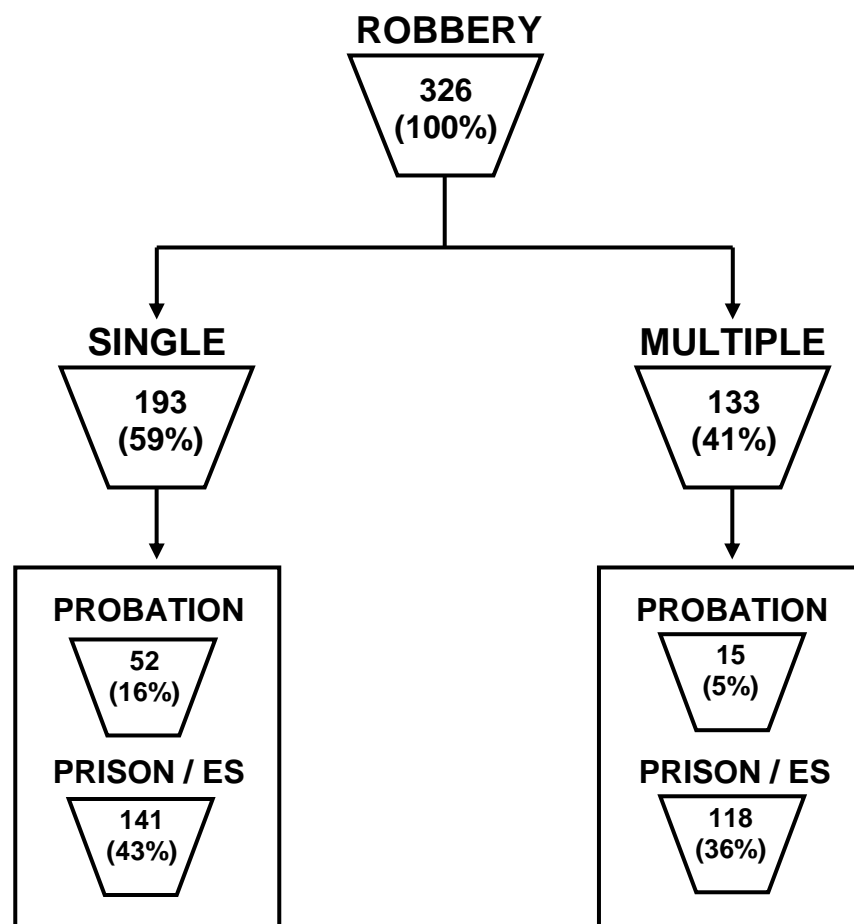 ROBBERY
326
(100%)
SINGLE
193
(59%)
MULTIPLE
133
(41%)
PROBATION
52
(16%)
PRISON / ES
141
(43%)
PROBATION
15
(5%)
PRISON / ES
118
(36%)